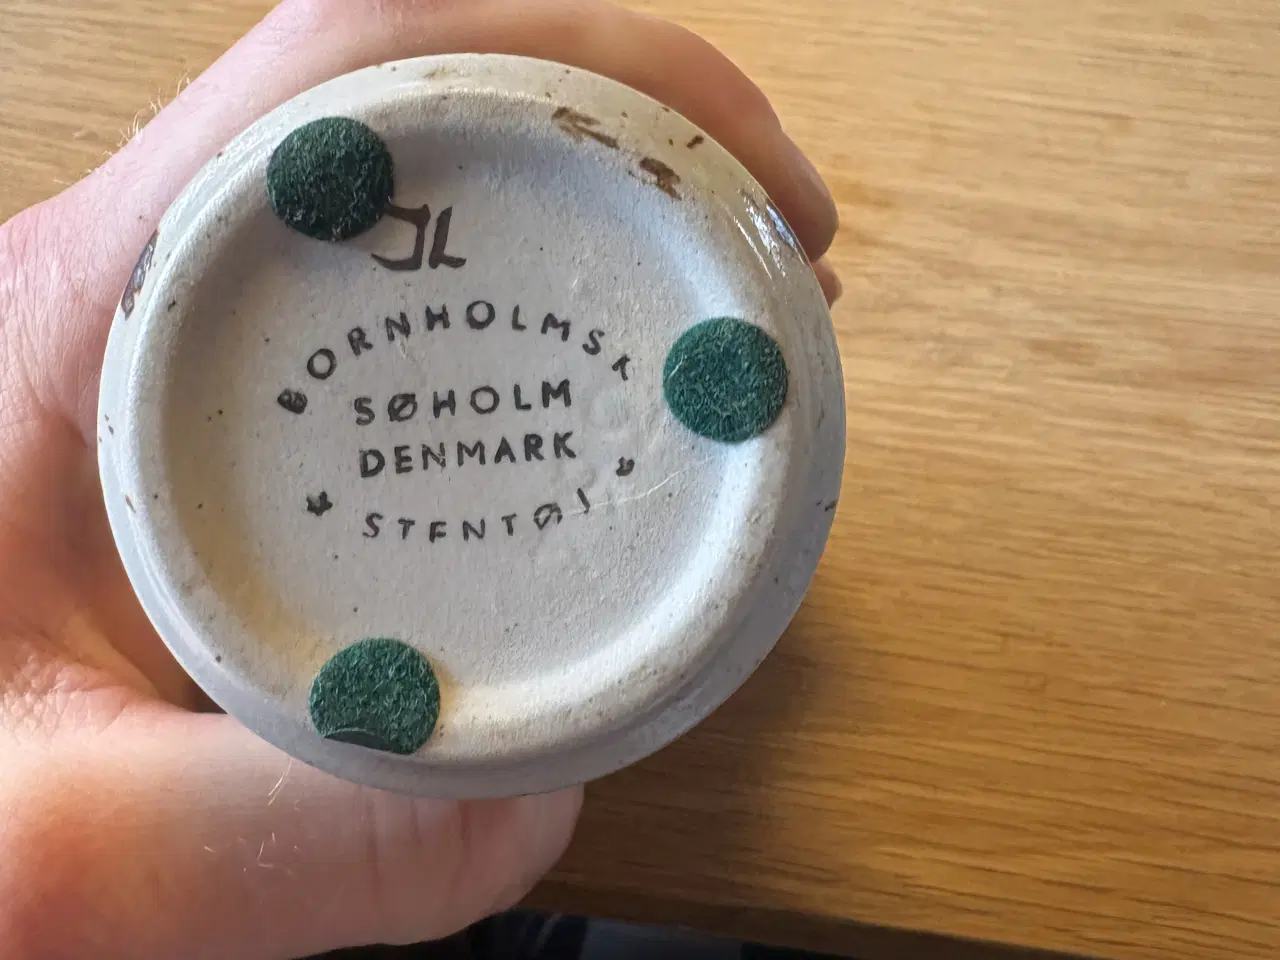 JL
BORNHOLMSK
SØHOLM
DENMARK
STENTØJ